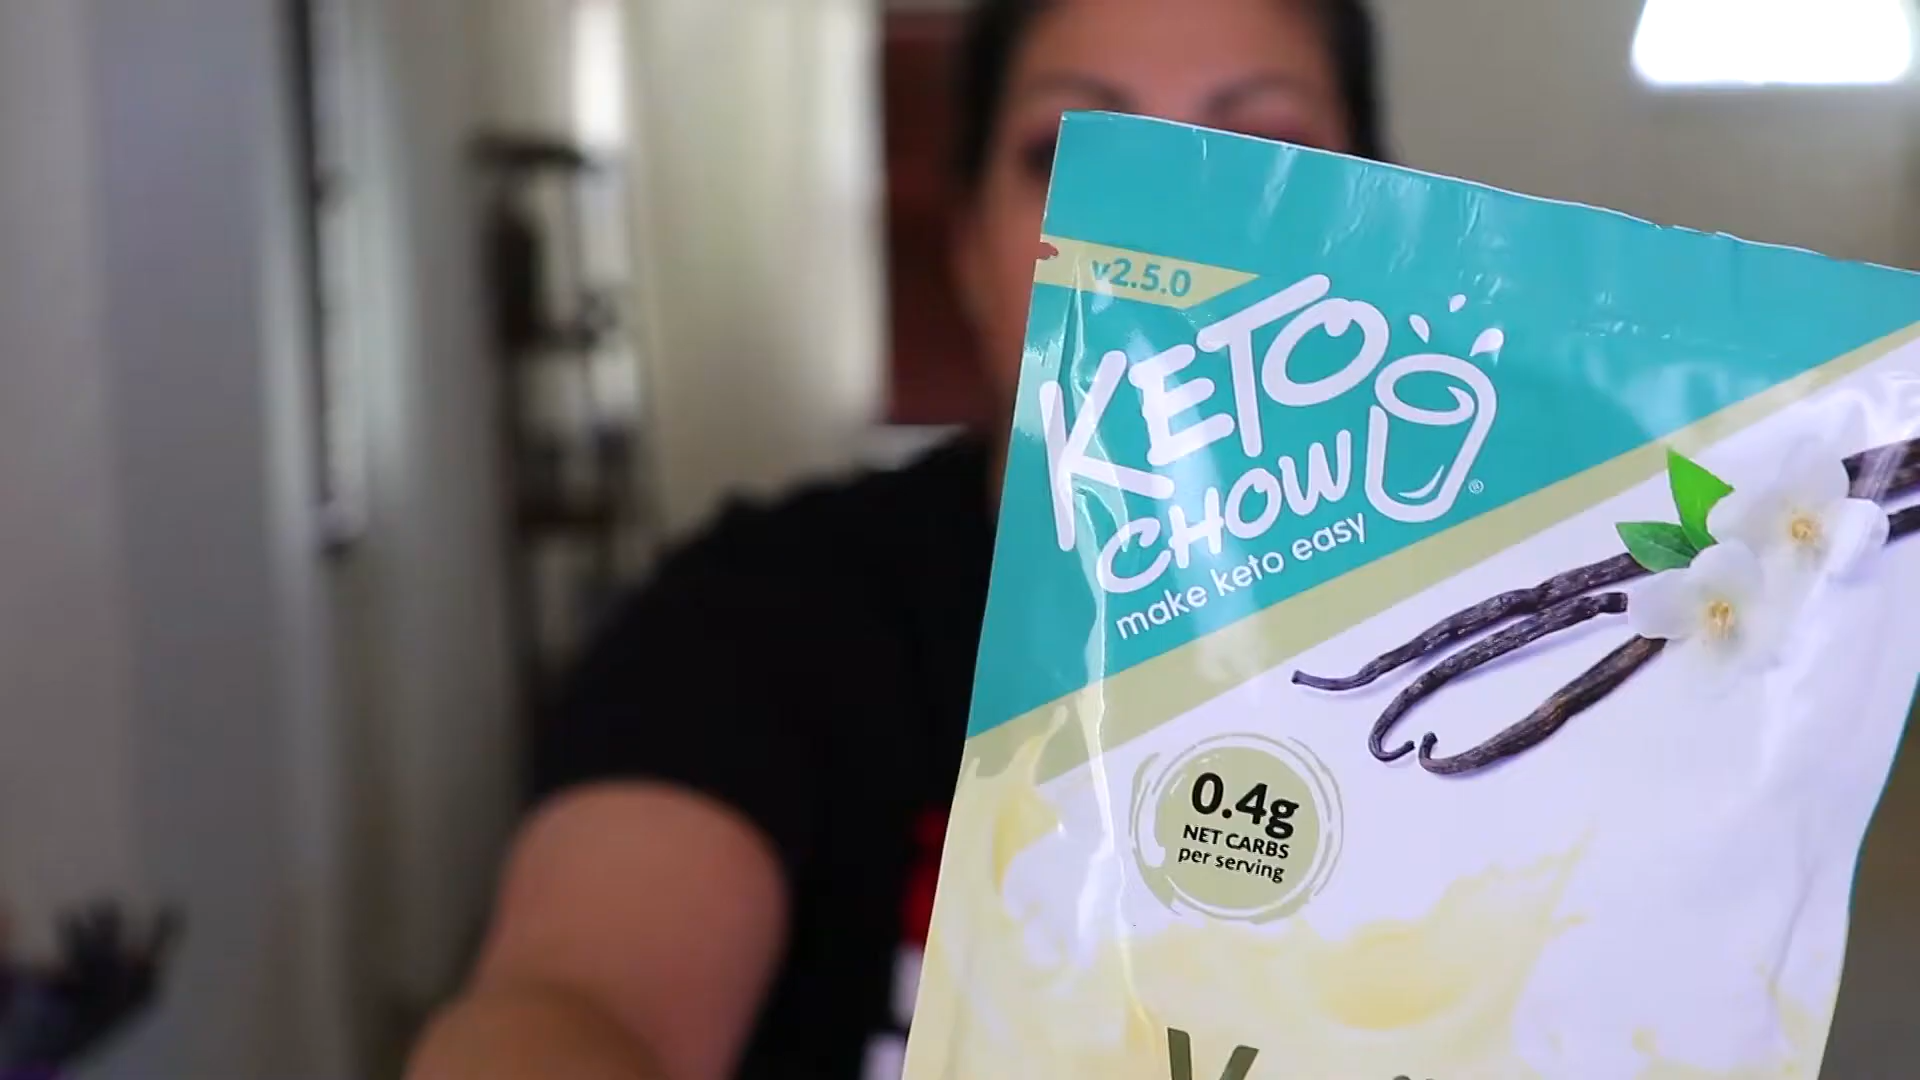 v2.5.0
KETO
CHOW
®
make keto easy
0.4g
NET CARBS
per serving